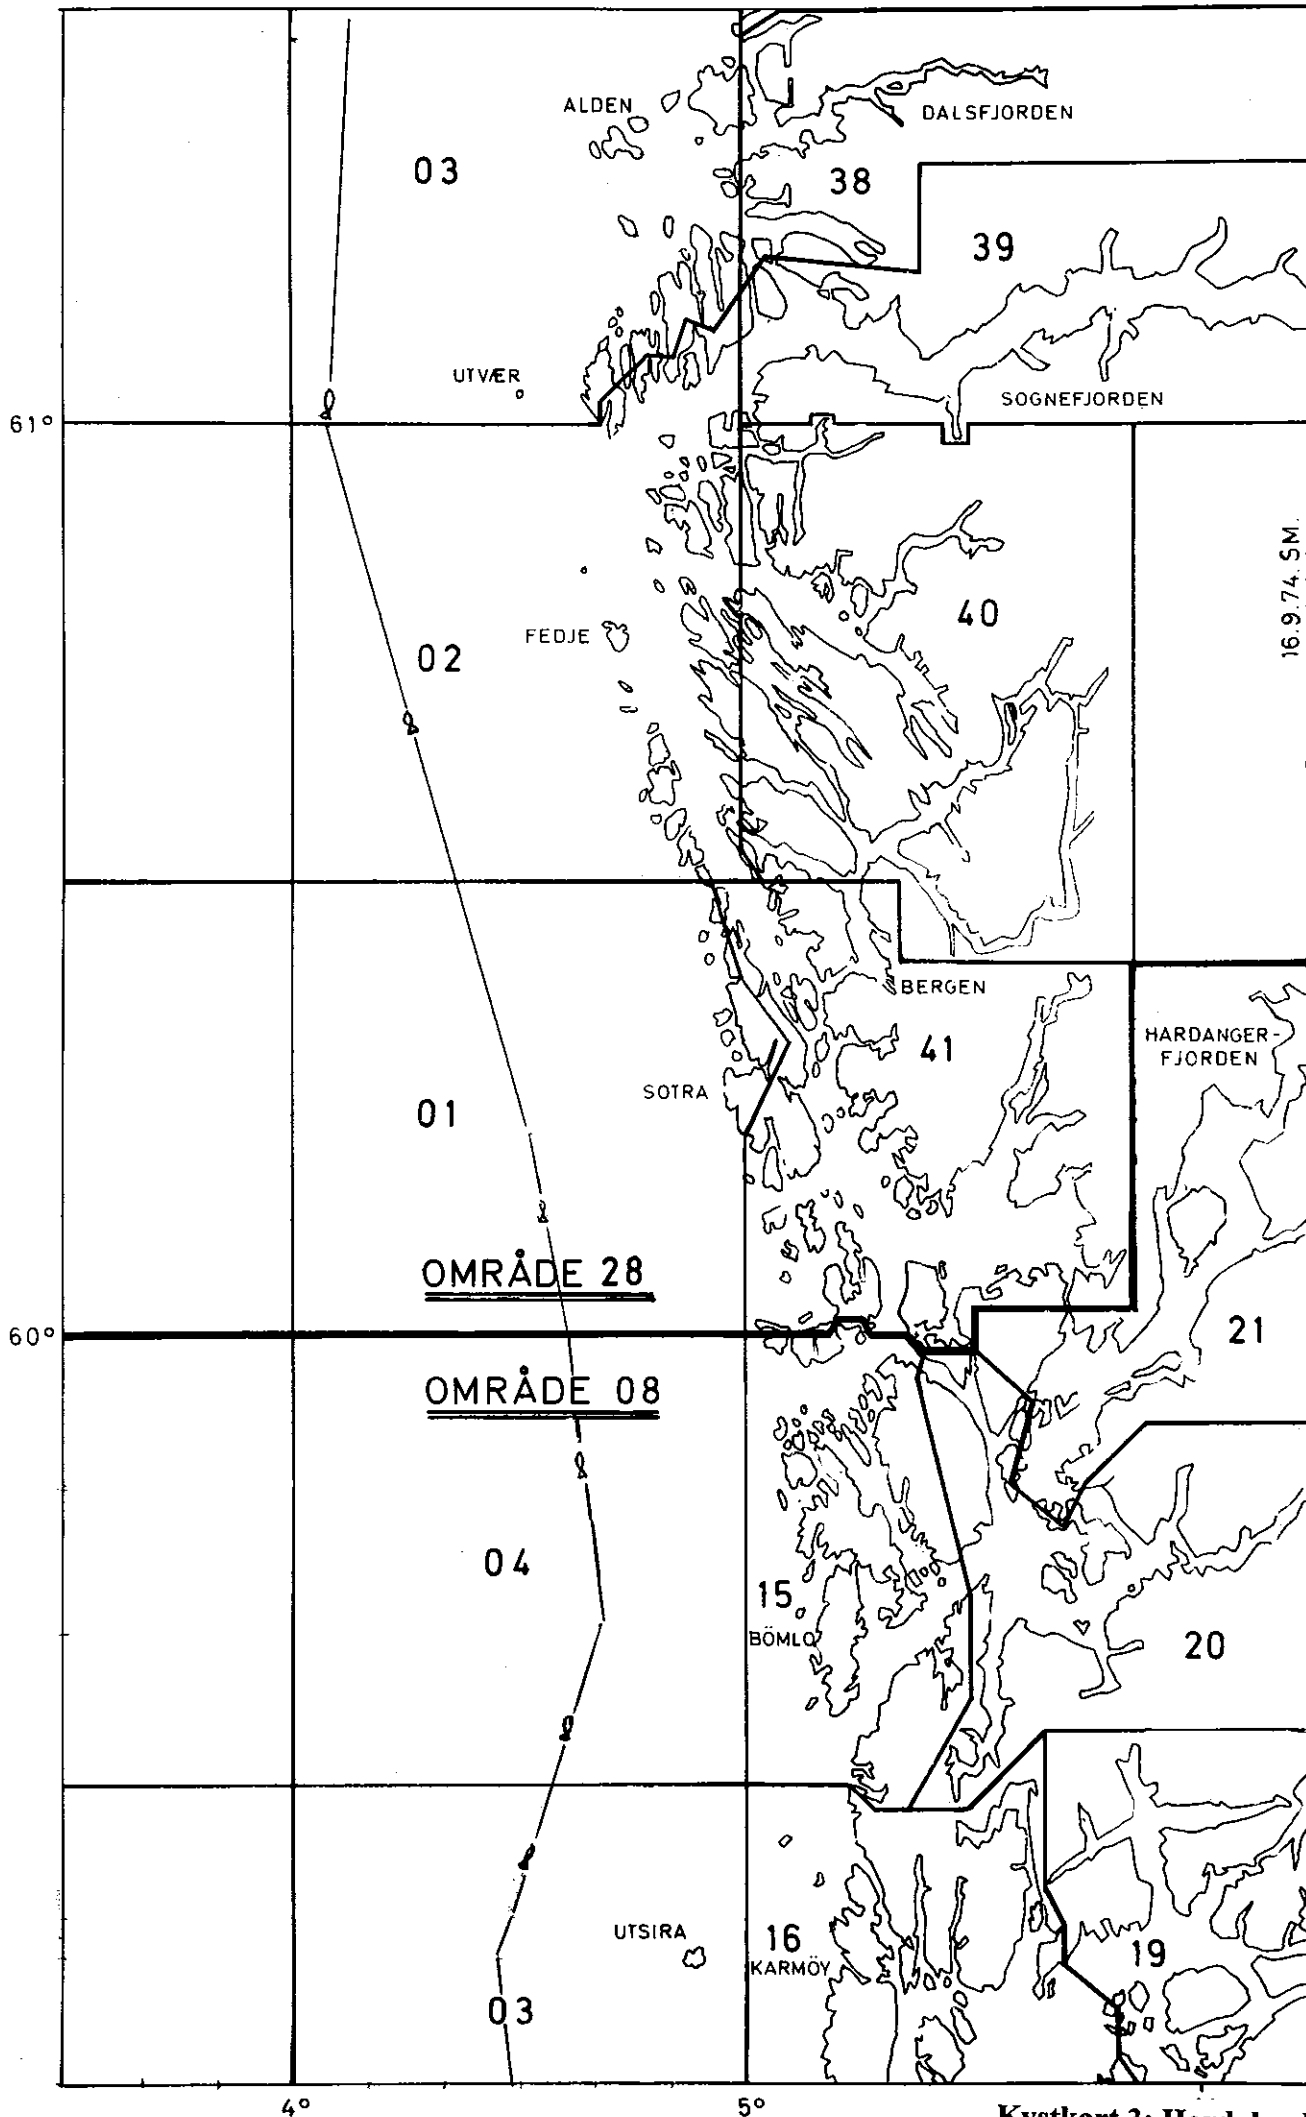 ALDEN
DALSFJORDEN
03
38
39
UTVÆR
SOGNEFJORDEN
61°
16.9.74. SM.
40
FEDJE
02
BERGEN
41
HARDANGER-
FJORDEN
SOTRA
01
OMRÅDE 28
60°
21
OMRÅDE 08
04
15
BÖMLO
20
UTSIRA
16
KARMÖY
19
03
4°
5°
Kystkort 3: